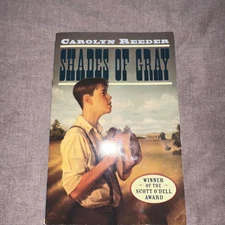 CAROLYN REEDER
SHADES OF GRAY
WINNER
OF THE
SCOTT O'DELL
AWARD